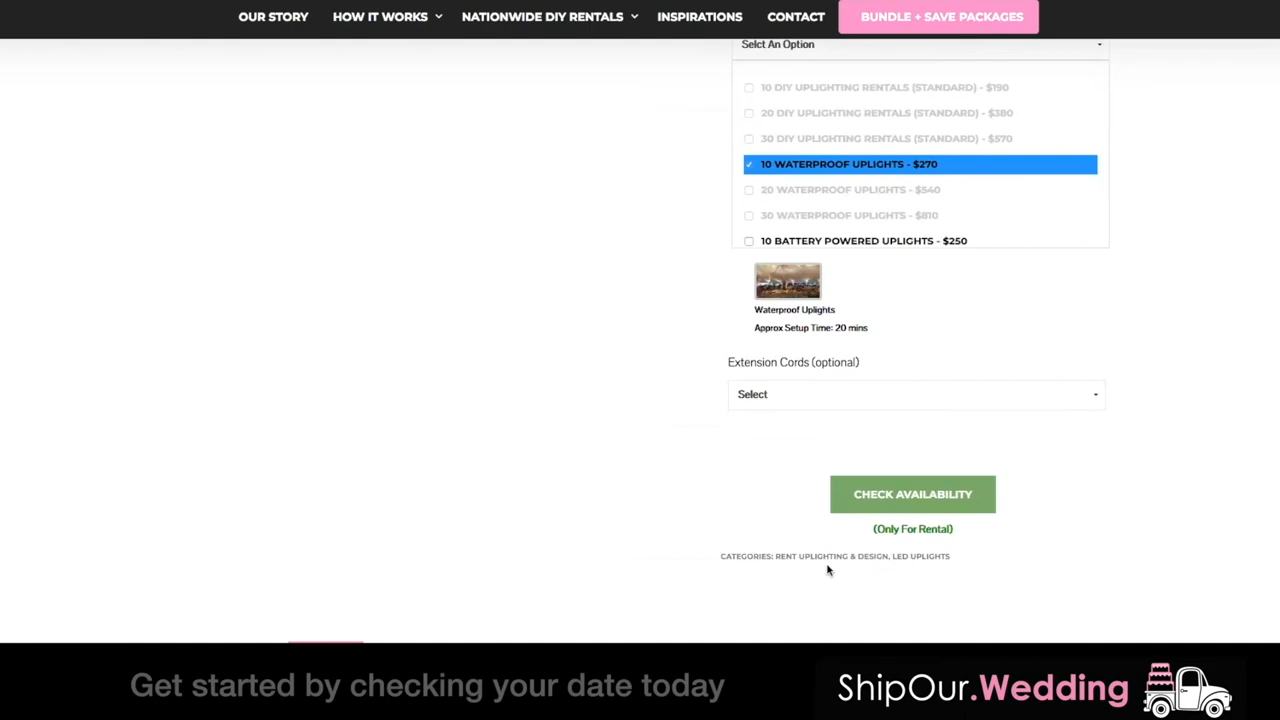 OUR STORY
HOW IT WORKS
NATIONWIDE DIY RENTALS
INSPIRATIONS
CONTACT
BUNDLE + SAVE PACKAGES
Selct An Option
10 DIY UPLIGHTING RENTALS (STANDARD) - $190
20 DIY UPLIGHTING RENTALS (STANDARD) - $380
30 DIY UPLIGHTING RENTALS (STANDARD) - $570
10 WATERPROOF UPLIGHTS - $270
20 WATERPROOF UPLIGHTS - $540
30 WATERPROOF UPLIGHTS - $810
10 BATTERY POWERED UPLIGHTS - $250
Waterproof Uplights
Approx Setup Time: 20 mins
Extension Cords (optional)
Select
CHECK AVAILABILITY
(Only For Rental)
CATEGORIES: RENT UPLIGHTING & DESIGN, LED UPLIGHTS
Get started by checking your date today
ShipOur.Wedding